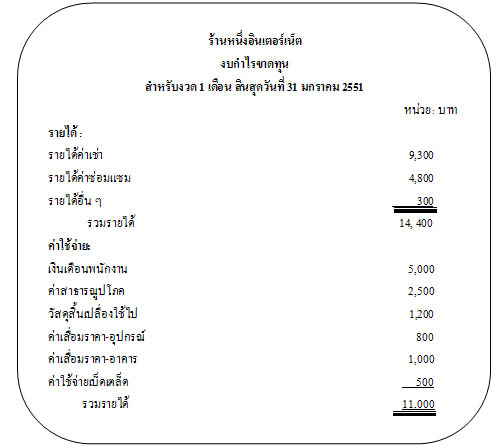 ร้านหนึ่งอินเตอร์เน็ต
งบกำไรขาดทุน
สำหรับงวด 1 เดือน สิ้นสุดวันที่ 31 มกราคม 2551
หน่วย: บาท
รายได้ :
รายได้ค่าเช่า 9,300
รายได้ค่าซ่อมแซม 4,800
รายได้อื่น ๆ 300
รวมรายได้ 14, 400
ค่าใช้จ่าย:
เงินเดือนพนักงาน 5,000
ค่าสาธารณูปโภค 2,500
วัสดุสิ้นเปลื่องใช้ไป 1,200
ค่าเสื่อมราคา-อุปกรณ์ 800
ค่าเสื่อมราคา-อาคาร 1,000
ค่าใช้จ่ายเบ็ดเตล็ด 500
รวมรายได้ 11,000